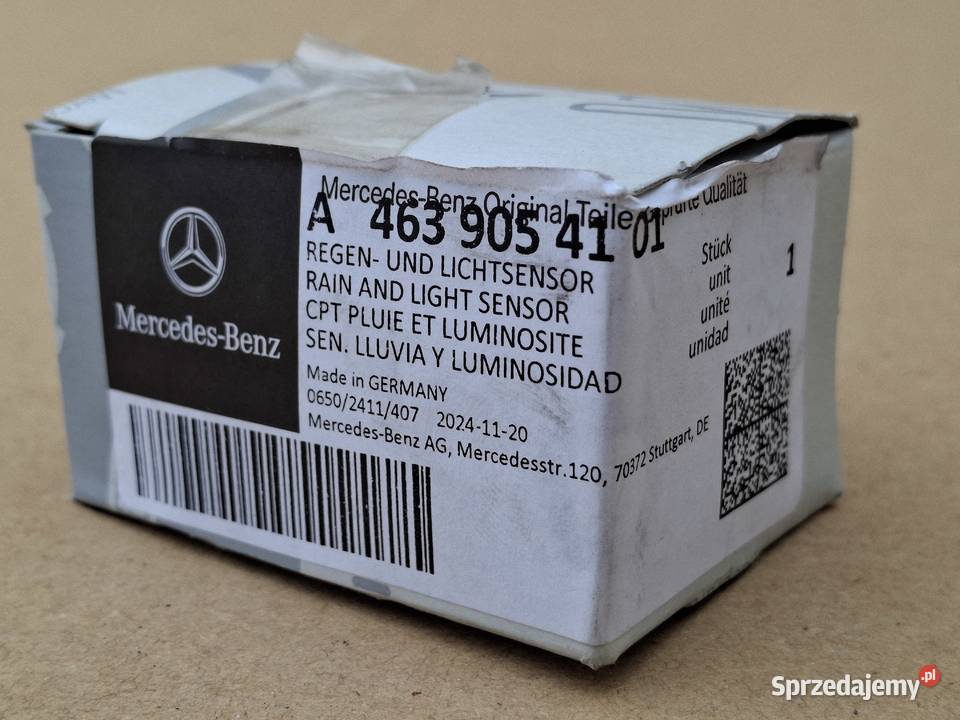 Mercedes-Benz Original Teile geprüfte Qualität
A 463 905 41 01
REGEN- UND LICHTSENSOR
RAIN AND LIGHT SENSOR
CPT PLUIE ET LUMINOSITE
SEN. LLUVIA Y LUMINOSIDAD
Stück 1
unit
unité
unidad
Mercedes-Benz
Made in GERMANY
0650/2411/407 2024-11-20
Mercedes-Benz AG, Mercedesstr.120, 70372 Stuttgart, DE
Sprzedajemy.pl